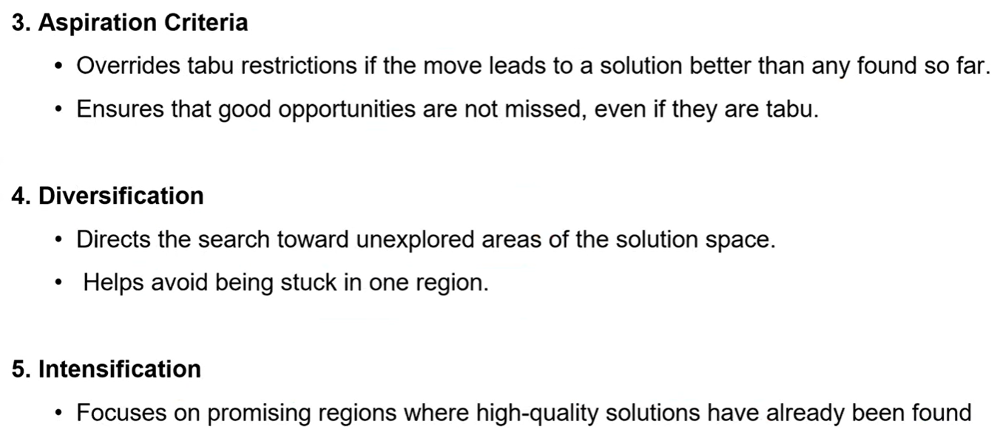 3. Aspiration Criteria
• Overrides tabu restrictions if the move leads to a solution better than any found so far.
• Ensures that good opportunities are not missed, even if they are tabu.
4. Diversification
• Directs the search toward unexplored areas of the solution space.
• Helps avoid being stuck in one region.
5. Intensification
• Focuses on promising regions where high-quality solutions have already been found